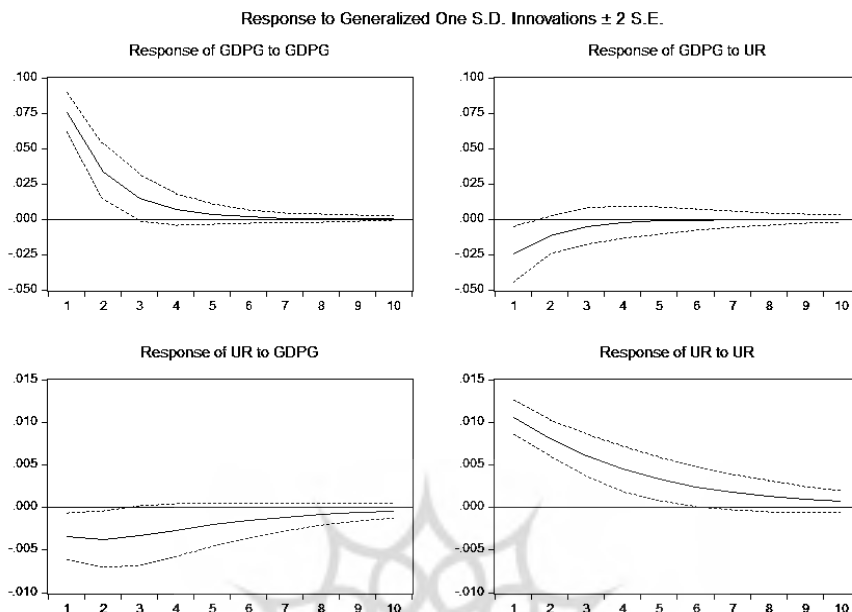 Response to Generalized One S.D. Innovations ± 2 S.E.
Response of GDPG to GDPG
.100
.075
.050
.025
.000
-.025
-.050
1 2 3 4 5 6 7 8 9 10
Response of GDPG to UR
.100
.075
.050
.025
.000
-.025
-.050
1 2 3 4 5 6 7 8 9 10
Response of UR to GDPG
.015
.010
.005
.000
-.005
-.010
1 2 3 4 5 6 7 8 9 10
Response of UR to UR
.015
.010
.005
.000
-.005
-.010
1 2 3 4 5 6 7 8 9 10